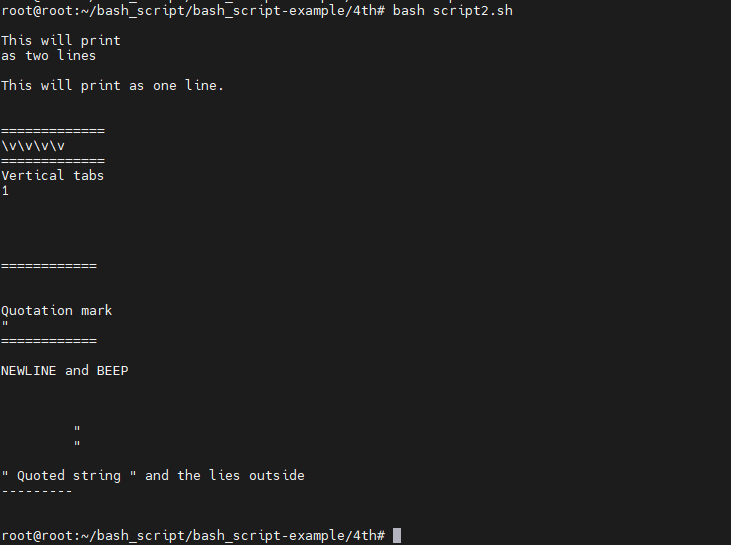 root@root:~/bash_script/bash_script-example/4th# bash script2.sh
This will print
as two lines
This will print as one line.
=============
\v\v\v\v
=============
Vertical tabs
1
============
Quotation mark
"
============
NEWLINE and BEEP
"
"
" Quoted string " and the lies outside
---------
root@root:~/bash_script/bash_script-example/4th#